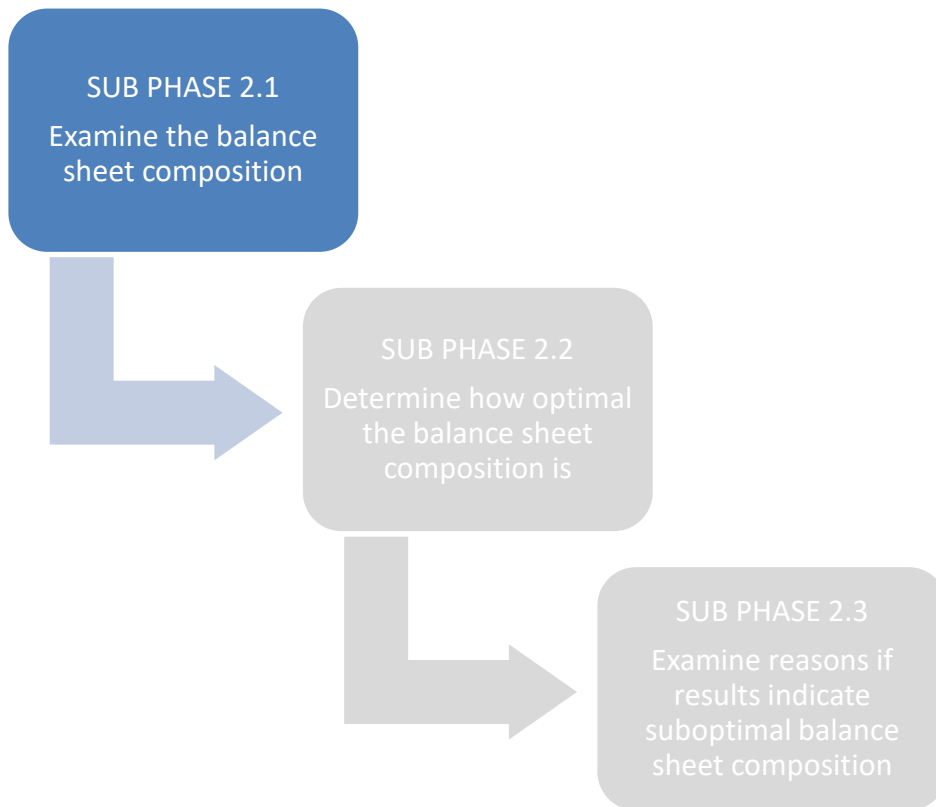 SUB PHASE 2.1
Examine the balance
sheet composition
SUB PHASE 2.2
Determine how optimal
the balance sheet
composition is
SUB PHASE 2.3
Examine reasons if
results indicate
suboptimal balance
sheet composition